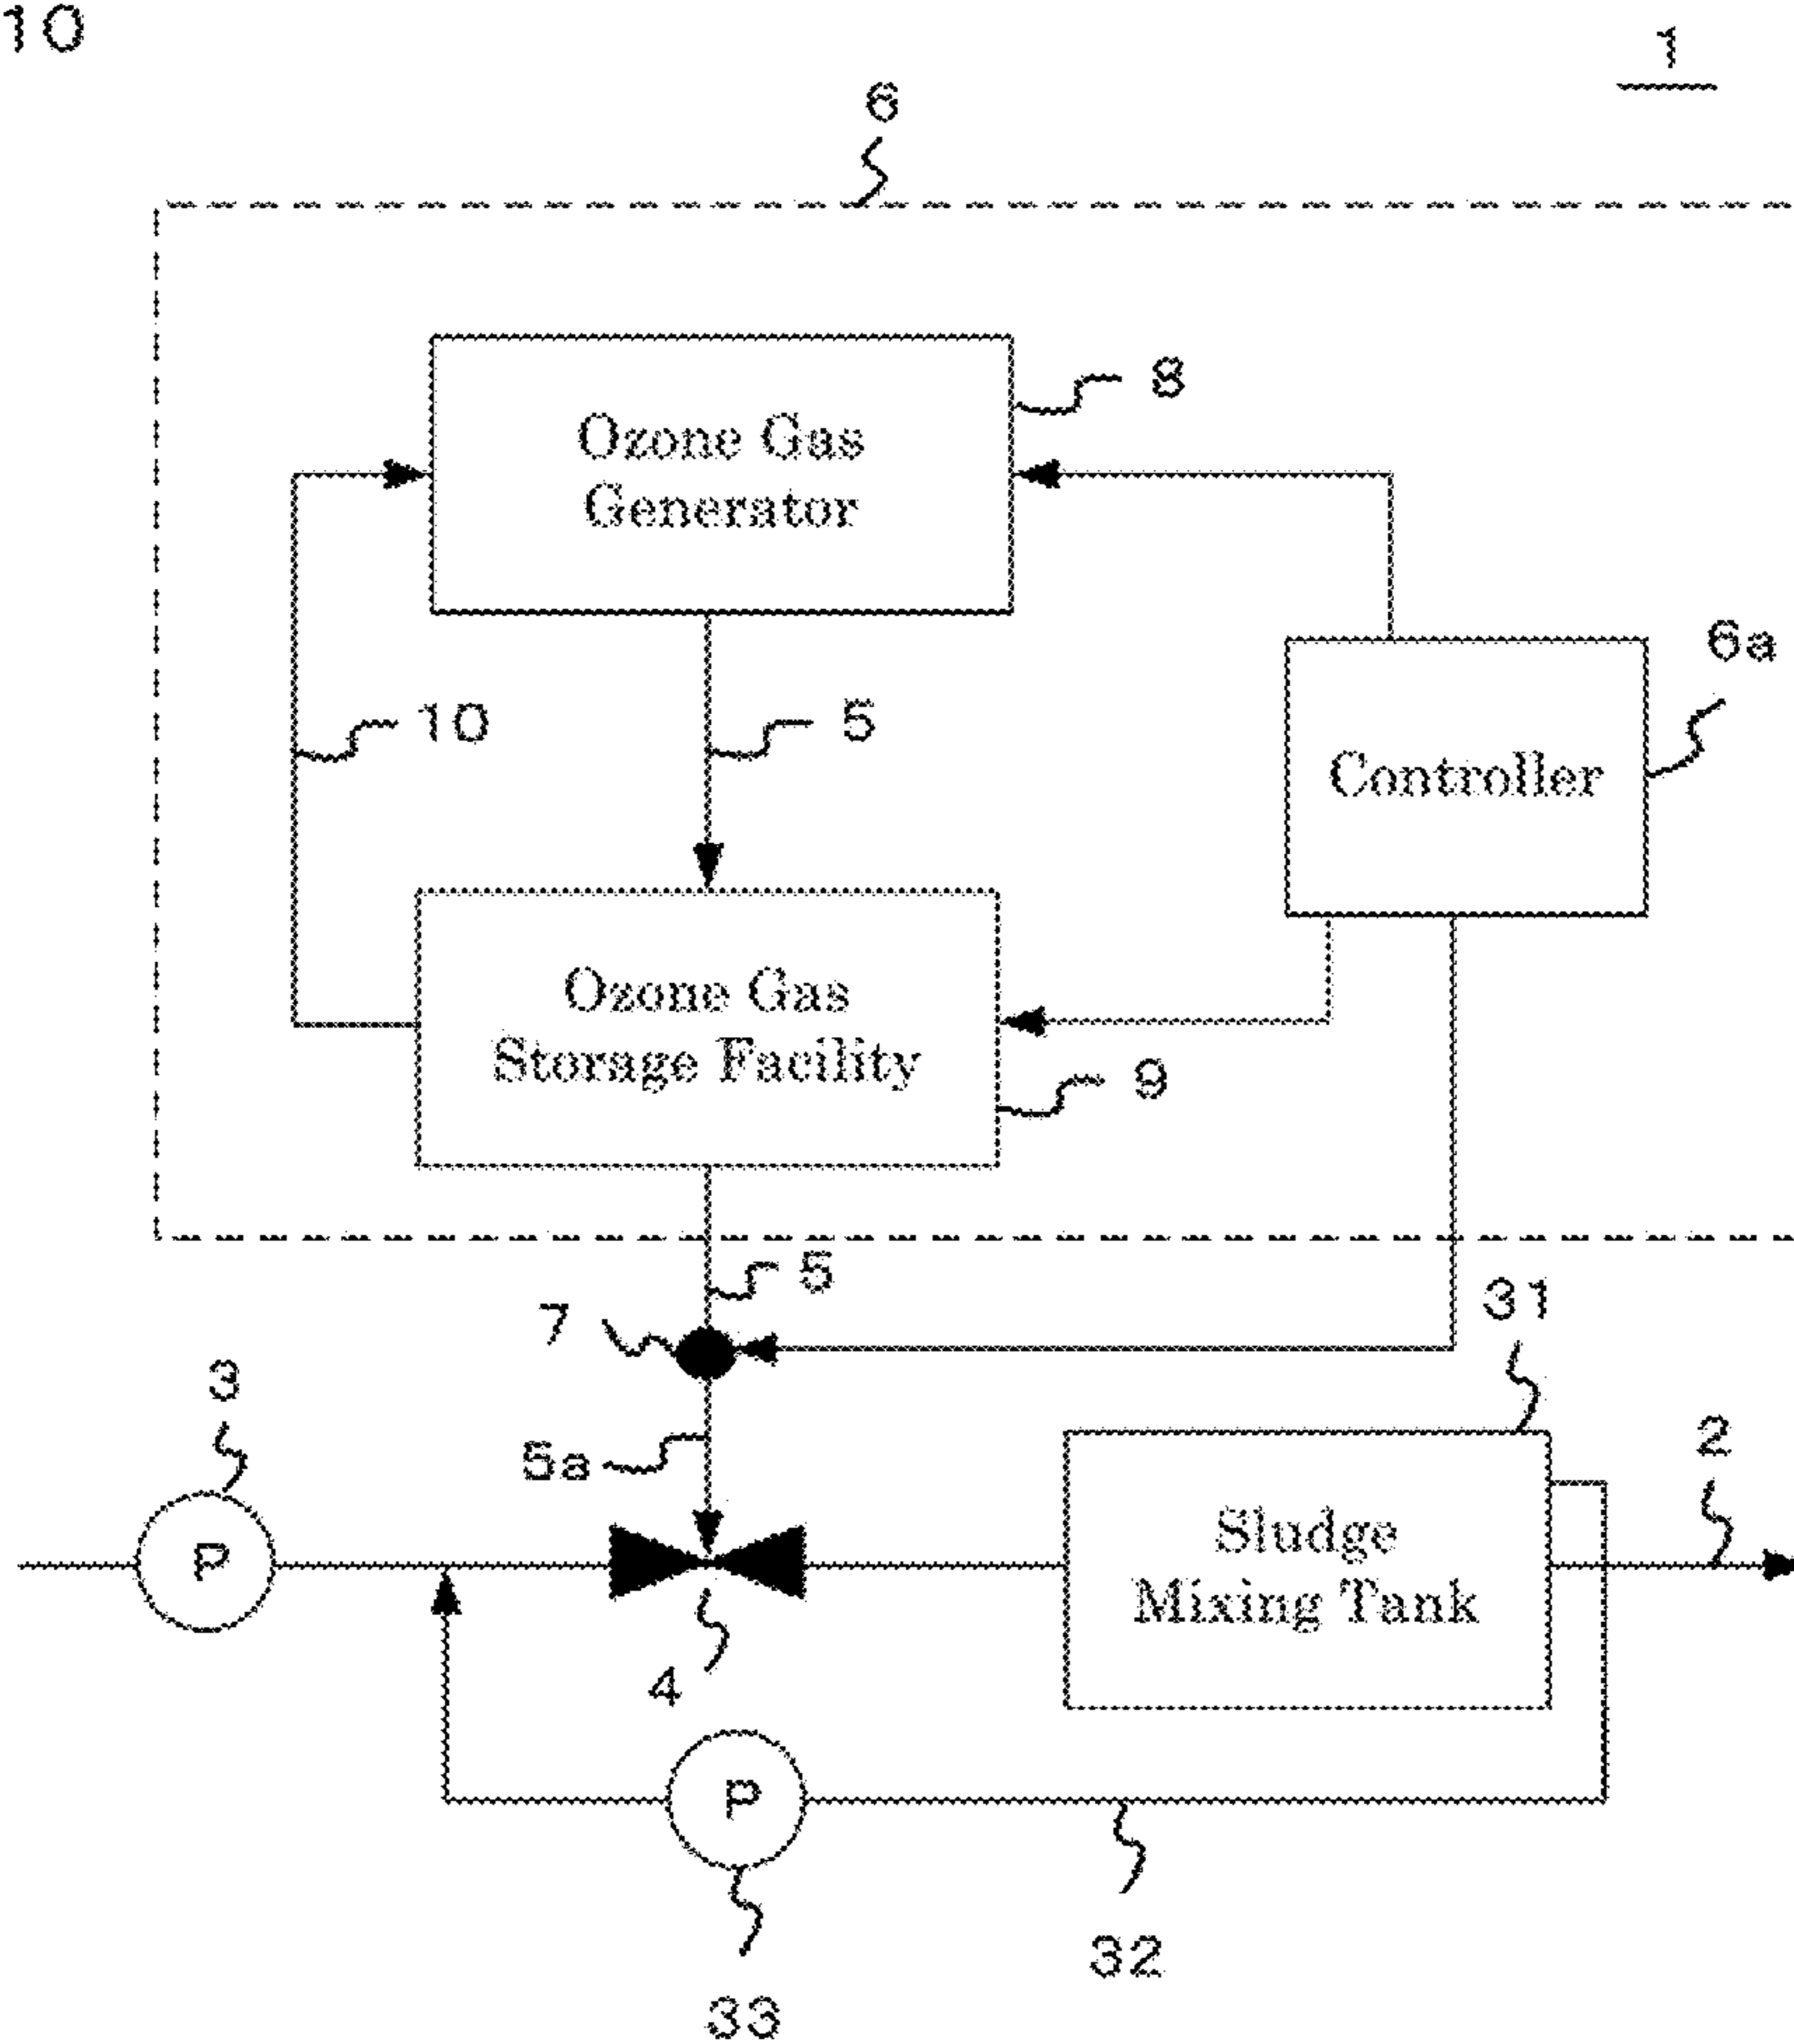 10
1
6
8
Ozone Gas
Generator
6a
10
5
Controller
Ozone Gas
Storage Facility
9
5
31
7
3
2
5a
P
Sludge
Mixing Tank
4
P
32
33